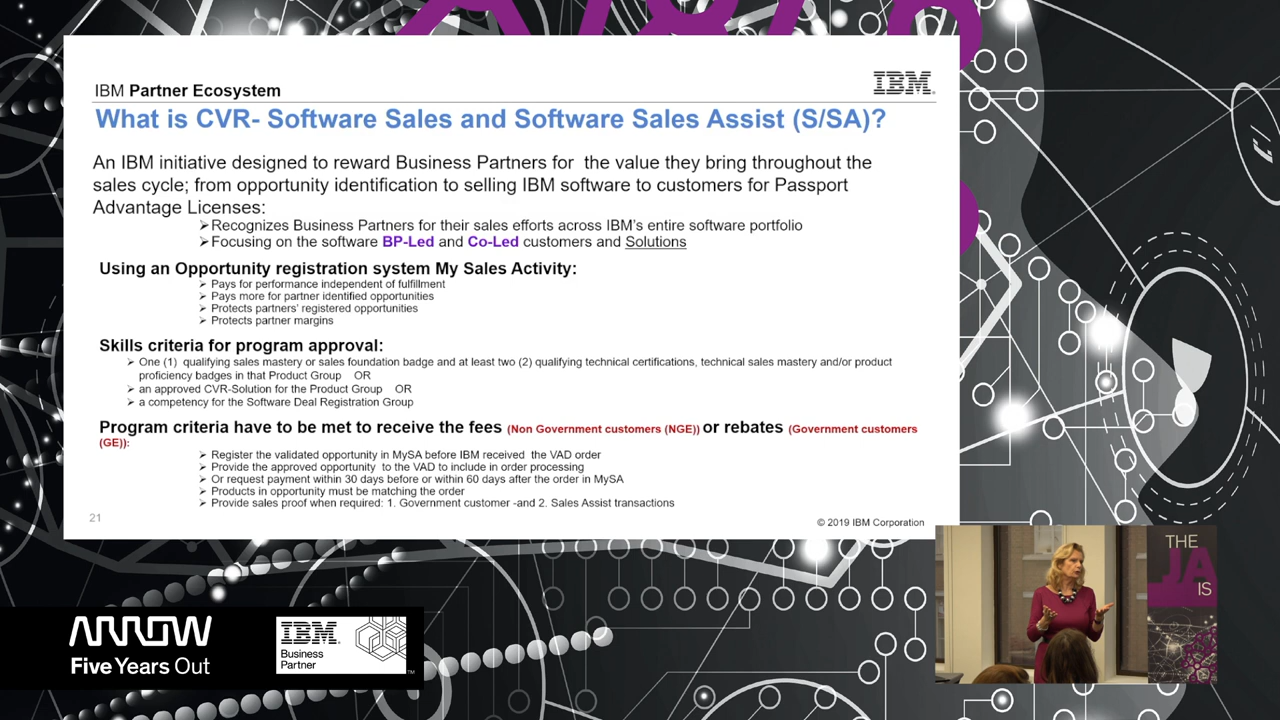 IBM Partner Ecosystem
IBM
What is CVR- Software Sales and Software Sales Assist (S/SA)?
An IBM initiative designed to reward Business Partners for the value they bring throughout the
sales cycle; from opportunity identification to selling IBM software to customers for Passport
Advantage Licenses:
➢Recognizes Business Partners for their sales efforts across IBM's entire software portfolio
➢Focusing on the software BP-Led and Co-Led customers and Solutions
Using an Opportunity registration system My Sales Activity:
➢ Pays for performance independent of fulfillment
➢ Pays more for partner identified opportunities
➢ Protects partners' registered opportunities
➢ Protects partner margins
Skills criteria for program approval:
➢ One (1) qualifying sales mastery or sales foundation badge and at least two (2) qualifying technical certifications, technical sales mastery and/or product
proficiency badges in that Product Group OR
➢ an approved CVR-Solution for the Product Group OR
➢ a competency for the Software Deal Registration Group
Program criteria have to be met to receive the fees (Non Government customers (NGE)) or rebates (Government customers
(GE)):
➢ Register the validated opportunity in MySA before IBM received the VAD order
➢ Provide the approved opportunity to the VAD to include in order processing
➢ Or request payment within 30 days before or within 60 days after the order in MySA
➢ Products in opportunity must be matching the order
➢ Provide sales proof when required: 1. Government customer -and 2. Sales Assist transactions
21
© 2019 IBM Corporation
THE
IS
ARROW
Five Years Out
IBM
Business
Partner
TM